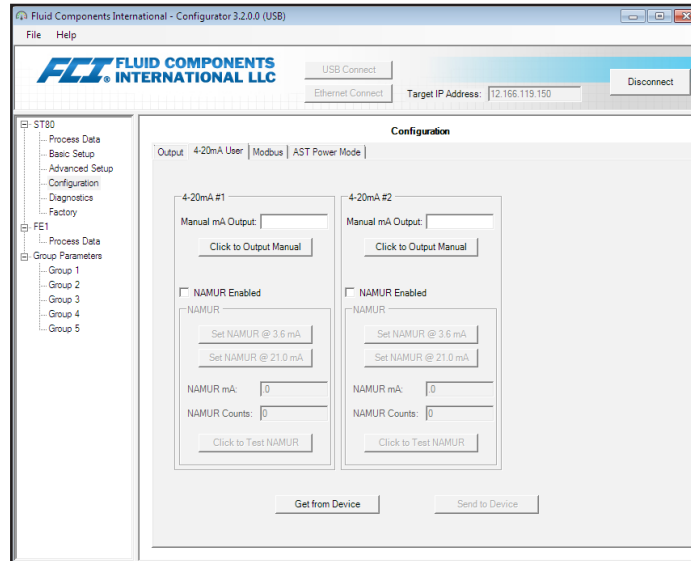 Fluid Components International - Configurator 3.2.0.0 (USB)
File Help
FCI. FLUID COMPONENTS
® INTERNATIONAL LLC
USB Connect
Ethernet Connect
Target IP Address: 12.166.119.150
Disconnect
ST80
Process Data
Basic Setup
Advanced Setup
Configuration
Diagnostics
Factory
FE1
Process Data
Group Parameters
Group 1
Group 2
Group 3
Group 4
Group 5
Configuration
Output 4-20mA User Modbus AST Power Mode
4-20mA #1
Manual mA Output:
Click to Output Manual
NAMUR Enabled
NAMUR
Set NAMUR @ 3.6 mA
Set NAMUR @ 21.0 mA
NAMUR mA: .0
NAMUR Counts: 0
Click to Test NAMUR
4-20mA #2
Manual mA Output:
Click to Output Manual
NAMUR Enabled
NAMUR
Set NAMUR @ 3.6 mA
Set NAMUR @ 21.0 mA
NAMUR mA: .0
NAMUR Counts: 0
Click to Test NAMUR
Get from Device
Send to Device